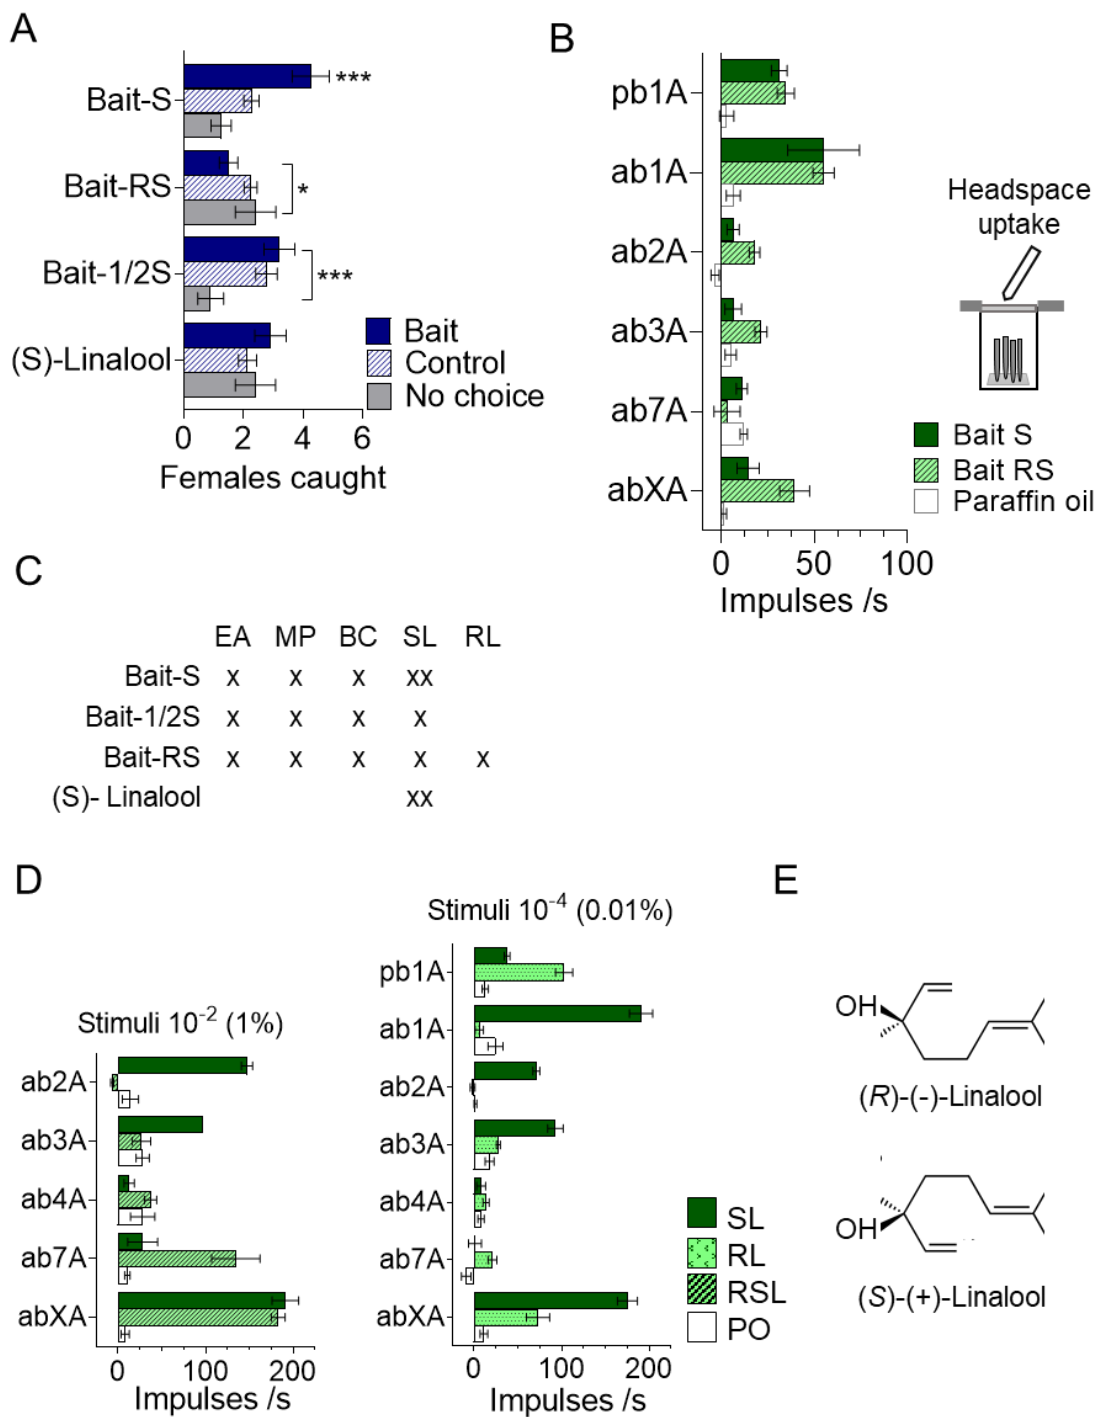 A
Bait-S
***
Bait-RS
*
Bait-1/2S
***
(S)-Linalool
Bait
Control
No choice
0 2 4 6
Females caught
B
pb1A
ab1A
ab2A
ab3A
ab7A
abXA
0 50 100
Impulses /s
Headspace
uptake
Bait S
Bait RS
Paraffin oil
C
EA MP BC SL RL
Bait-S x x x xx
Bait-1/2S x x x x
Bait-RS x x x x x
(S)- Linalool xx
D
Stimuli 10⁻² (1%)
ab2A
ab3A
ab4A
ab7A
abXA
0 100 200
Impulses /s
Stimuli 10⁻⁴ (0.01%)
pb1A
ab1A
ab2A
ab3A
ab4A
ab7A
abXA
0 100 200
Impulses /s
SL
RL
RSL
PO
E
OH
(R)-(-)-Linalool
OH
(S)-(+)-Linalool